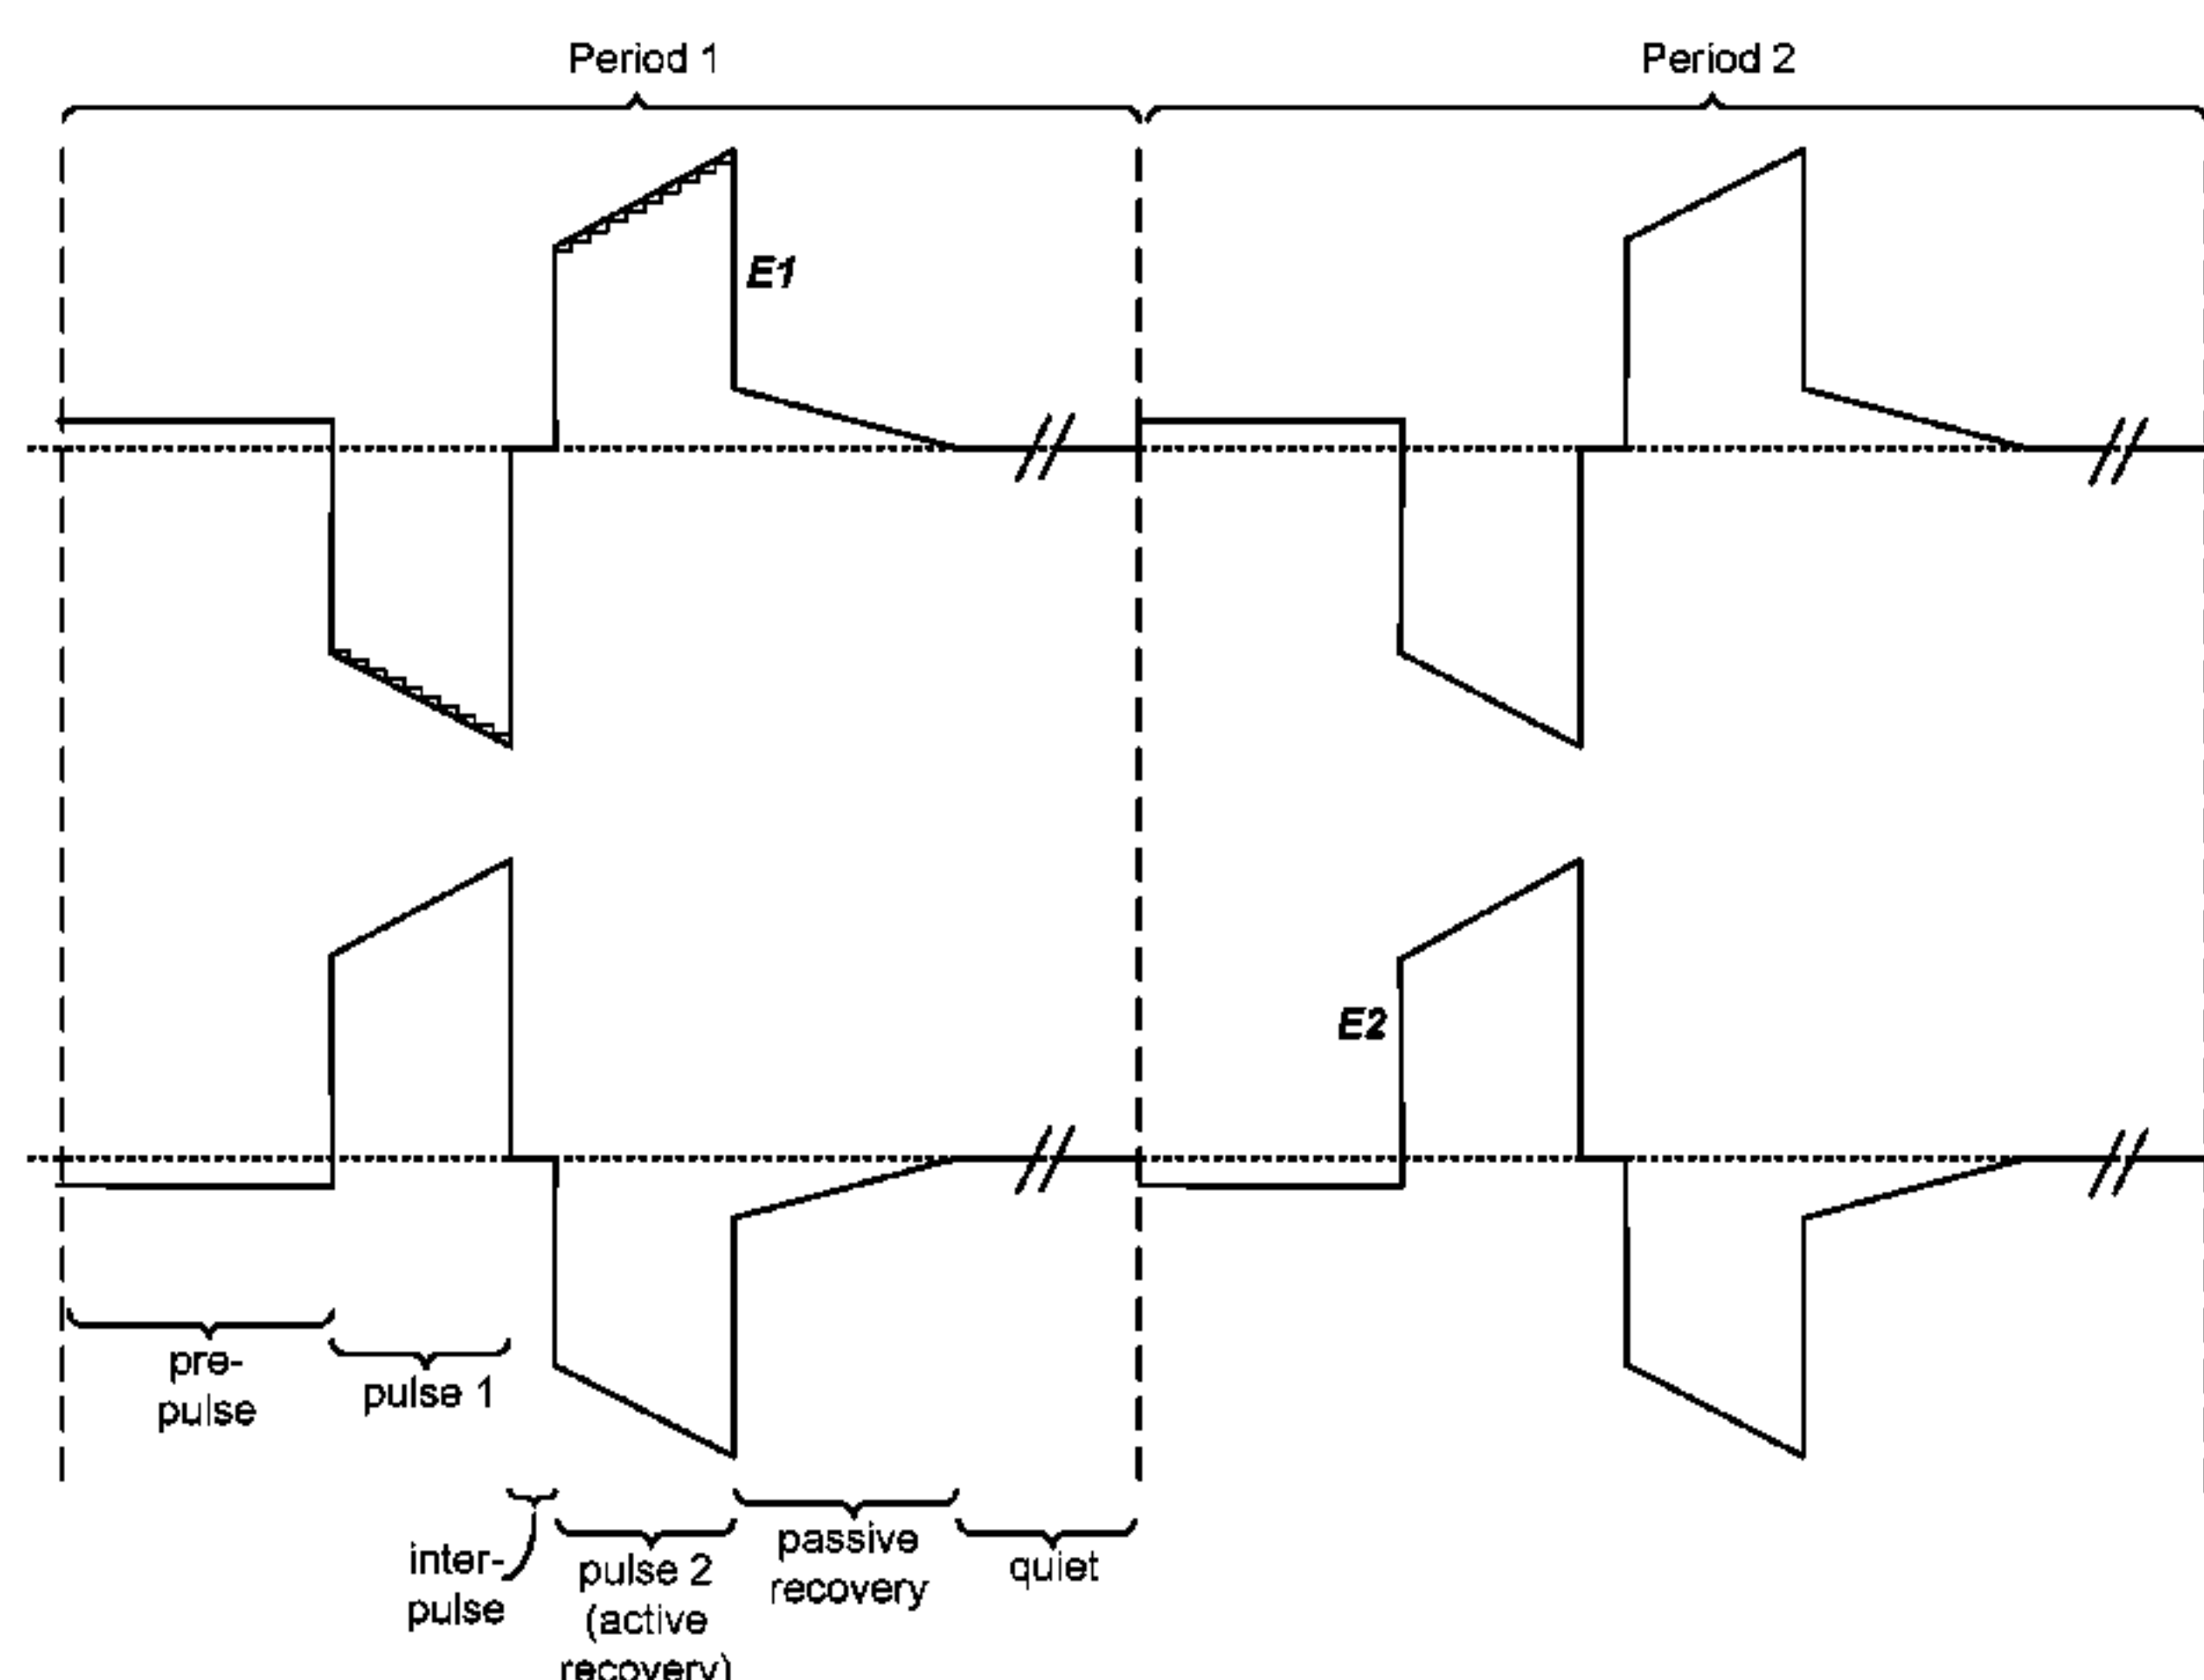 Period 1
Period 2
E1
E2
pre-
pulse
pulse 1
inter-
pulse
pulse 2
(active
recovery)
passive
recovery
quiet